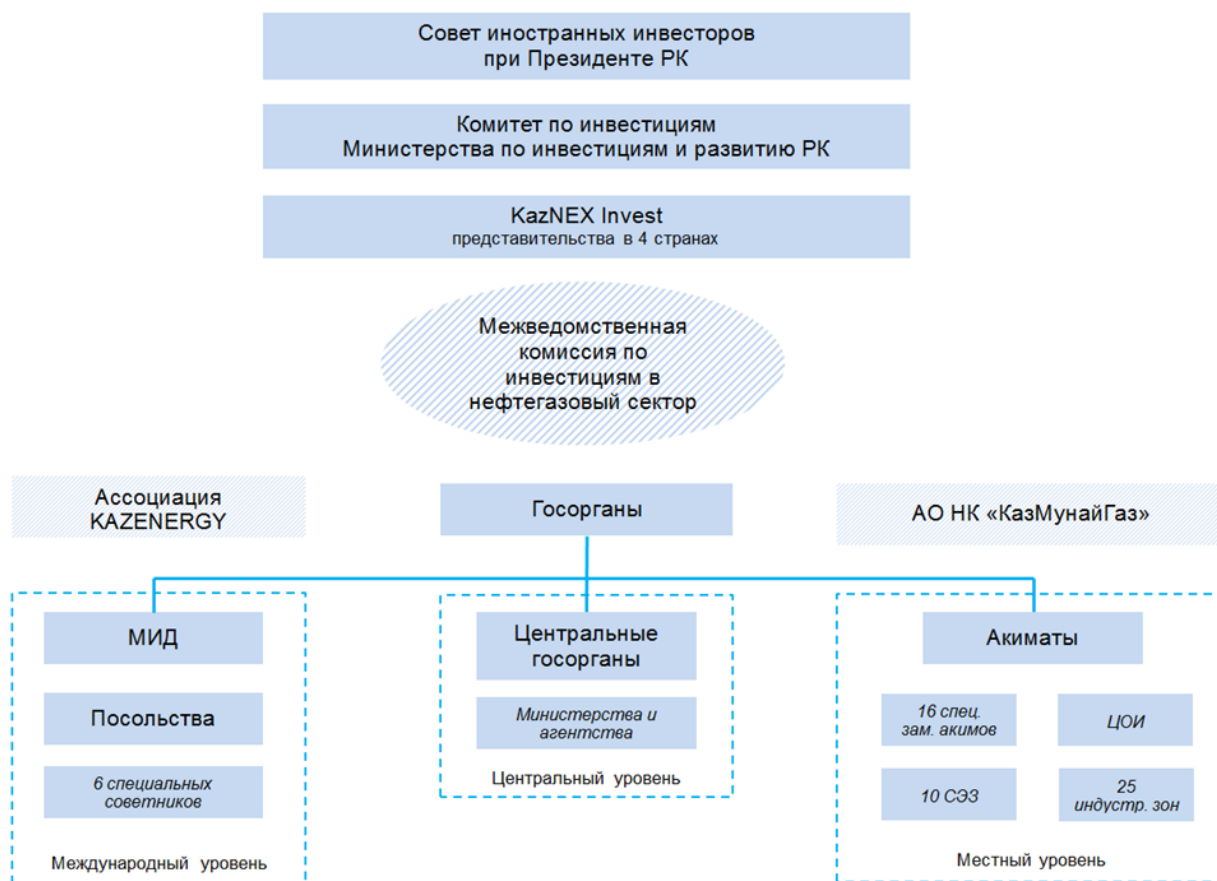 Совет иностранных инвесторов
при Президенте РК
Комитет по инвестициям
Министерства по инвестициям и развитию РК
KazNEX Invest
представительства в 4 странах
Межведомственная
комиссия по
инвестициям в
нефтегазовый сектор
Ассоциация
KAZENERGY
Госорганы
АО НК «КазМунайГаз»
МИД
Посольства
6 специальных
советников
Международный уровень
Центральные
госорганы
Министерства и
агентства
Центральный уровень
Акиматы
16 спец.
зам. акимов
ЦОИ
10 СЭЗ
25
индустр. зон
Местный уровень